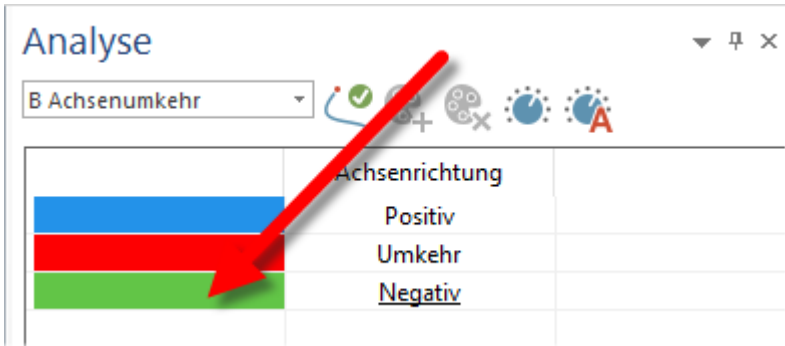 Analyse
B Achsenumkehr
A
Achsenrichtung
Positiv
Umkehr
Negativ